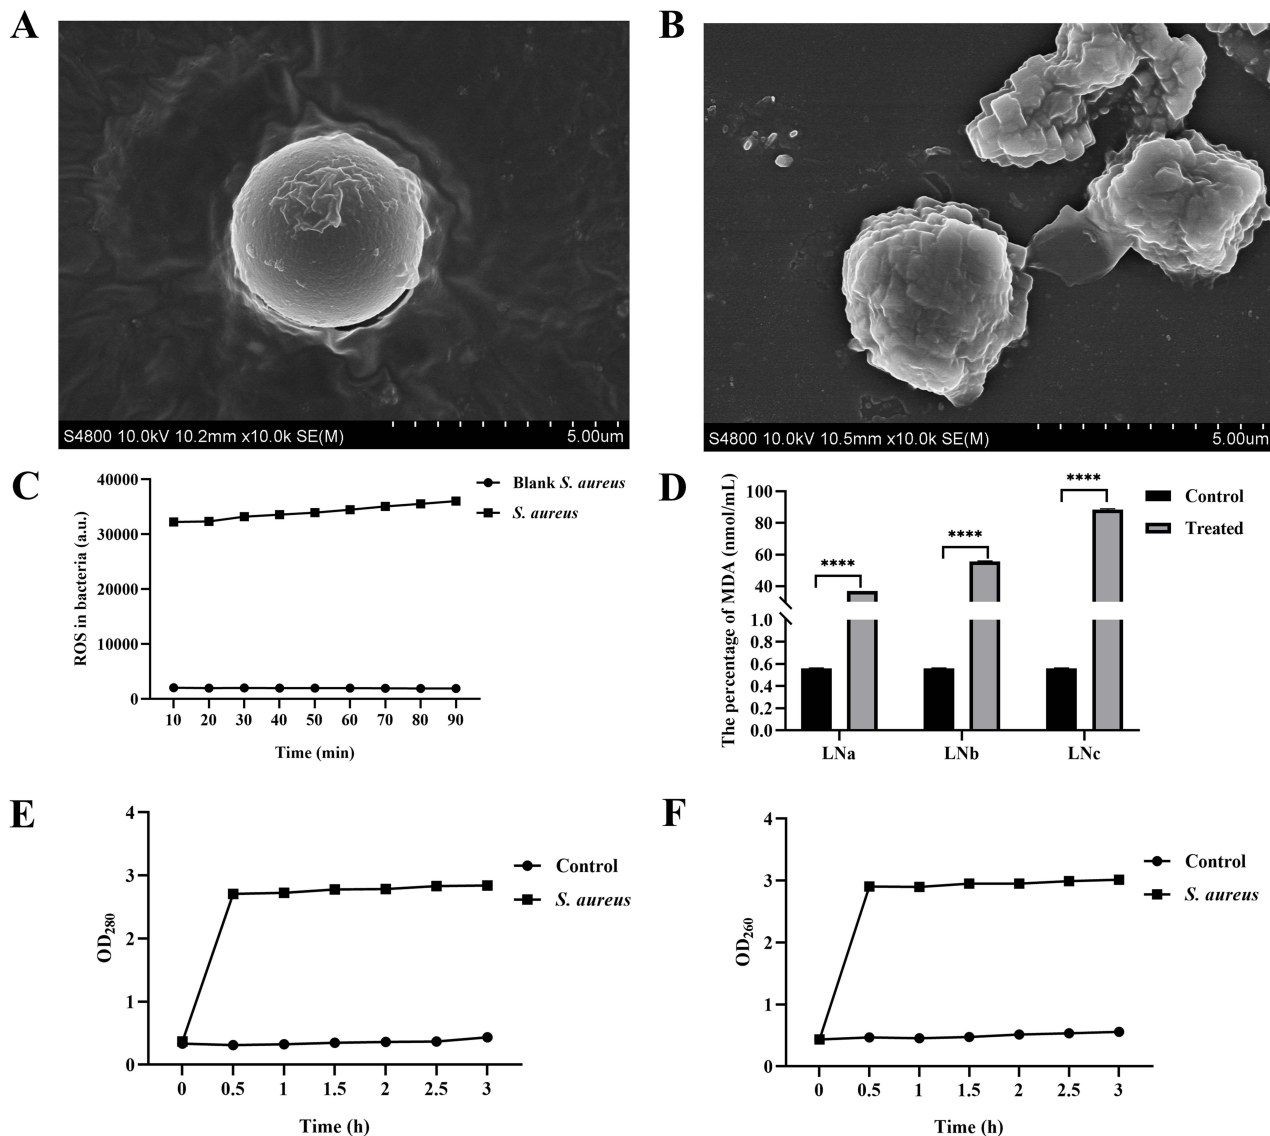 A
B
S4800 10.0kV 10.2mm x10.0k SE(M)
5.00um
S4800 10.0kV 10.5mm x10.0k SE(M)
5.00um
C
ROS in bacteria (a.u.)
40000
30000
20000
10000
0
10 20 30 40 50 60 70 80 90
Time (min)
Blank S. aureus
S. aureus
D
The percentage of MDA (nmol/mL)
100
80
60
40
1.0
0.8
0.6
0.4
0.2
0.0
****
****
****
LNa LNb LNc
Control
Treated
E
OD280
4
3
2
1
0
0 0.5 1 1.5 2 2.5 3
Time (h)
Control
S. aureus
F
OD260
4
3
2
1
0
0 0.5 1 1.5 2 2.5 3
Time (h)
Control
S. aureus